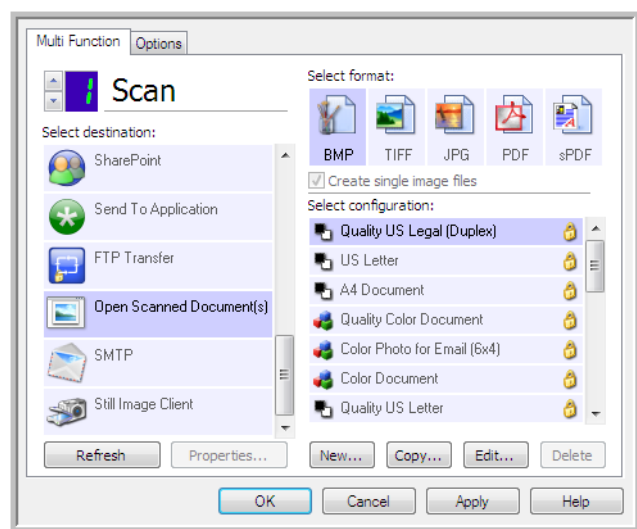 Multi Function
Options
1
Scan
Select destination:
SharePoint
Send To Application
FTP Transfer
Open Scanned Document(s)
SMTP
Still Image Client
Refresh
Properties...
Select format:
BMP TIFF JPG PDF sPDF
Create single image files
Select configuration:
Quality US Legal (Duplex)
US Letter
A4 Document
Quality Color Document
Color Photo for Email (6x4)
Color Document
Quality US Letter
New... Copy... Edit... Delete
OK Cancel Apply Help